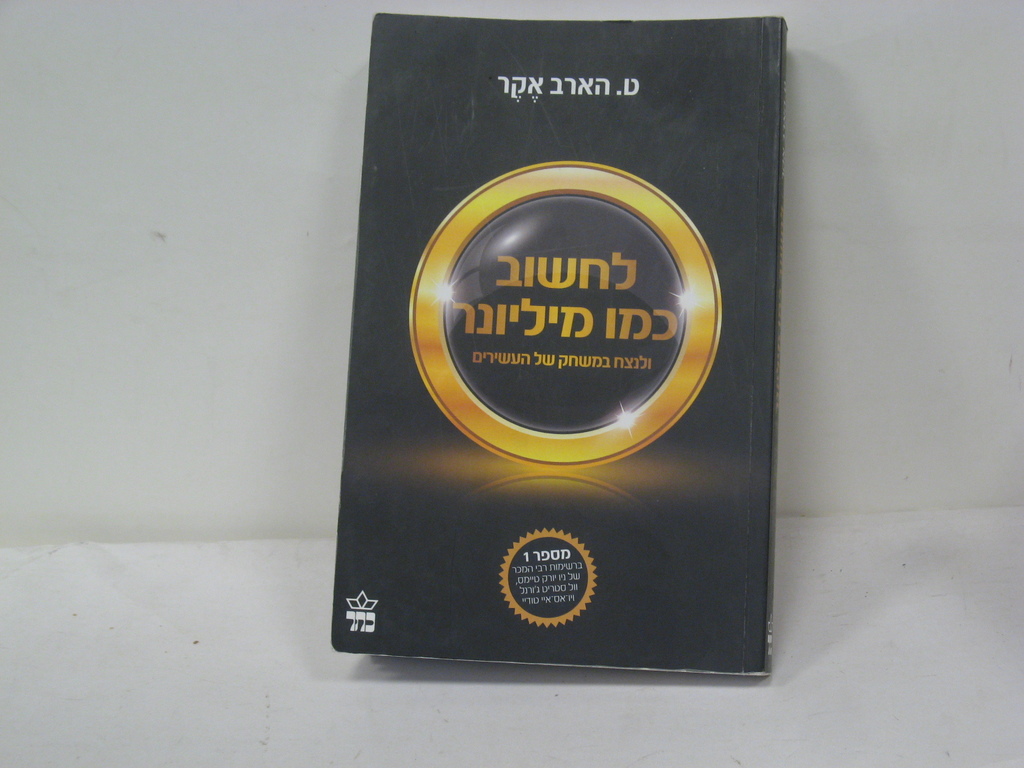 ט. הארב אֶקֶר
לחשוב
כמו מיליונר
ולנצח במשחק של העשירים
מספר 1
ברשימות רבי המכר
של ניו יורק טיימס,
וול סטריט ג'ורנל
ויו־אס־איי טודיי
כתר